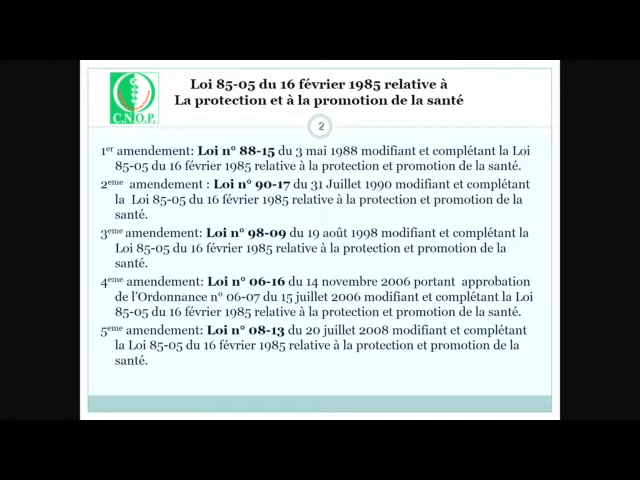 Loi 85-05 du 16 février 1985 relative à
La protection et à la promotion de la santé
C.N.O.P.
2
1er amendement: Loi n° 88-15 du 3 mai 1988 modifiant et complétant la Loi
85-05 du 16 février 1985 relative à la protection et promotion de la santé.
2eme amendement : Loi n° 90-17 du 31 Juillet 1990 modifiant et complétant
la Loi 85-05 du 16 février 1985 relative à la protection et promotion de la
santé.
3eme amendement: Loi n° 98-09 du 19 août 1998 modifiant et complétant la
Loi 85-05 du 16 février 1985 relative à la protection et promotion de la
santé.
4eme amendement: Loi n° 06-16 du 14 novembre 2006 portant approbation
de l'Ordonnance n° 06-07 du 15 juillet 2006 modifiant et complétant la Loi
85-05 du 16 février 1985 relative à la protection et promotion de la santé.
5eme amendement: Loi n° 08-13 du 20 juillet 2008 modifiant et complétant
la Loi 85-05 du 16 février 1985 relative à la protection et promotion de la
santé.